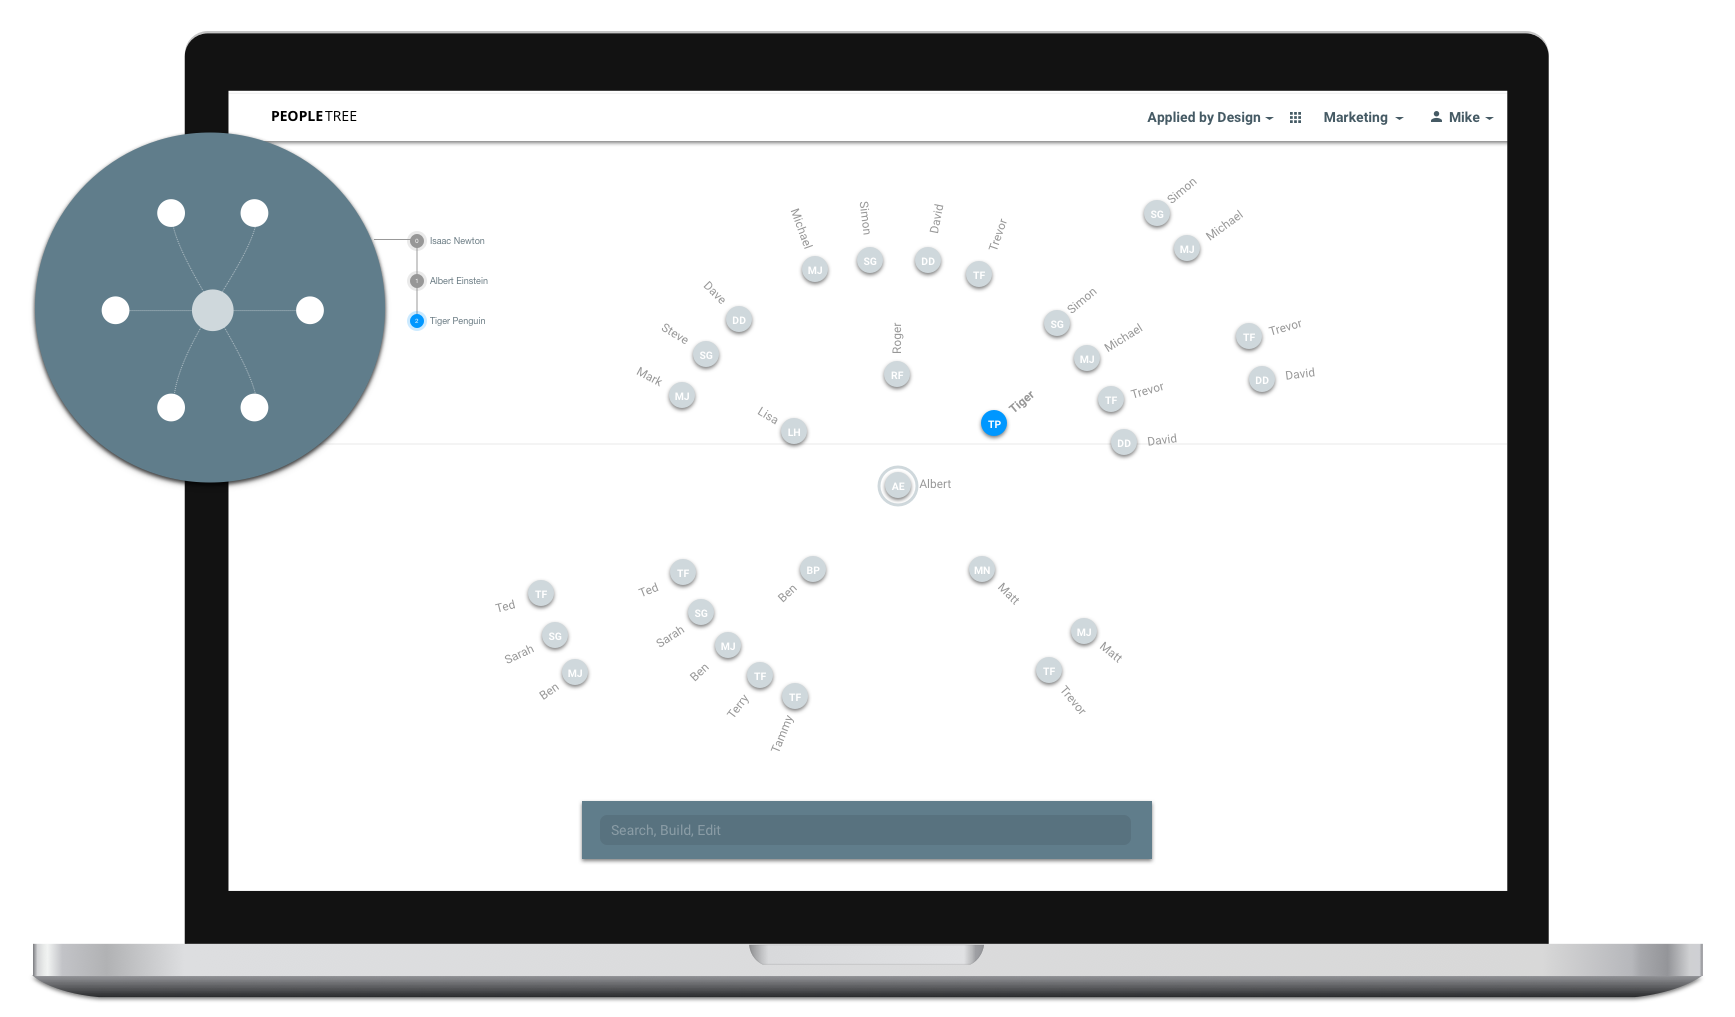 PEOPLETREE
Applied by Design
Marketing
Mike
0 Isaac Newton
1 Albert Einstein
2 Tiger Penguin
Michael
MJ
Simon
SG
David
DD
Trevor
TF
Simon
SG
Michael
MJ
Dave
DD
Steve
SG
Mark
MJ
Roger
RF
Lisa
LH
Tiger
TP
Simon
SG
Michael
MJ
Trevor
TF
David
DD
Trevor
TF
David
DD
AE
Albert
Ted
TF
Sarah
SG
Ben
MJ
Ted
TF
Sarah
SG
Ben
MJ
Terry
TF
Tammy
TF
Ben
BP
MN
Matt
MJ
Matt
TF
Trevor
Search, Build, Edit